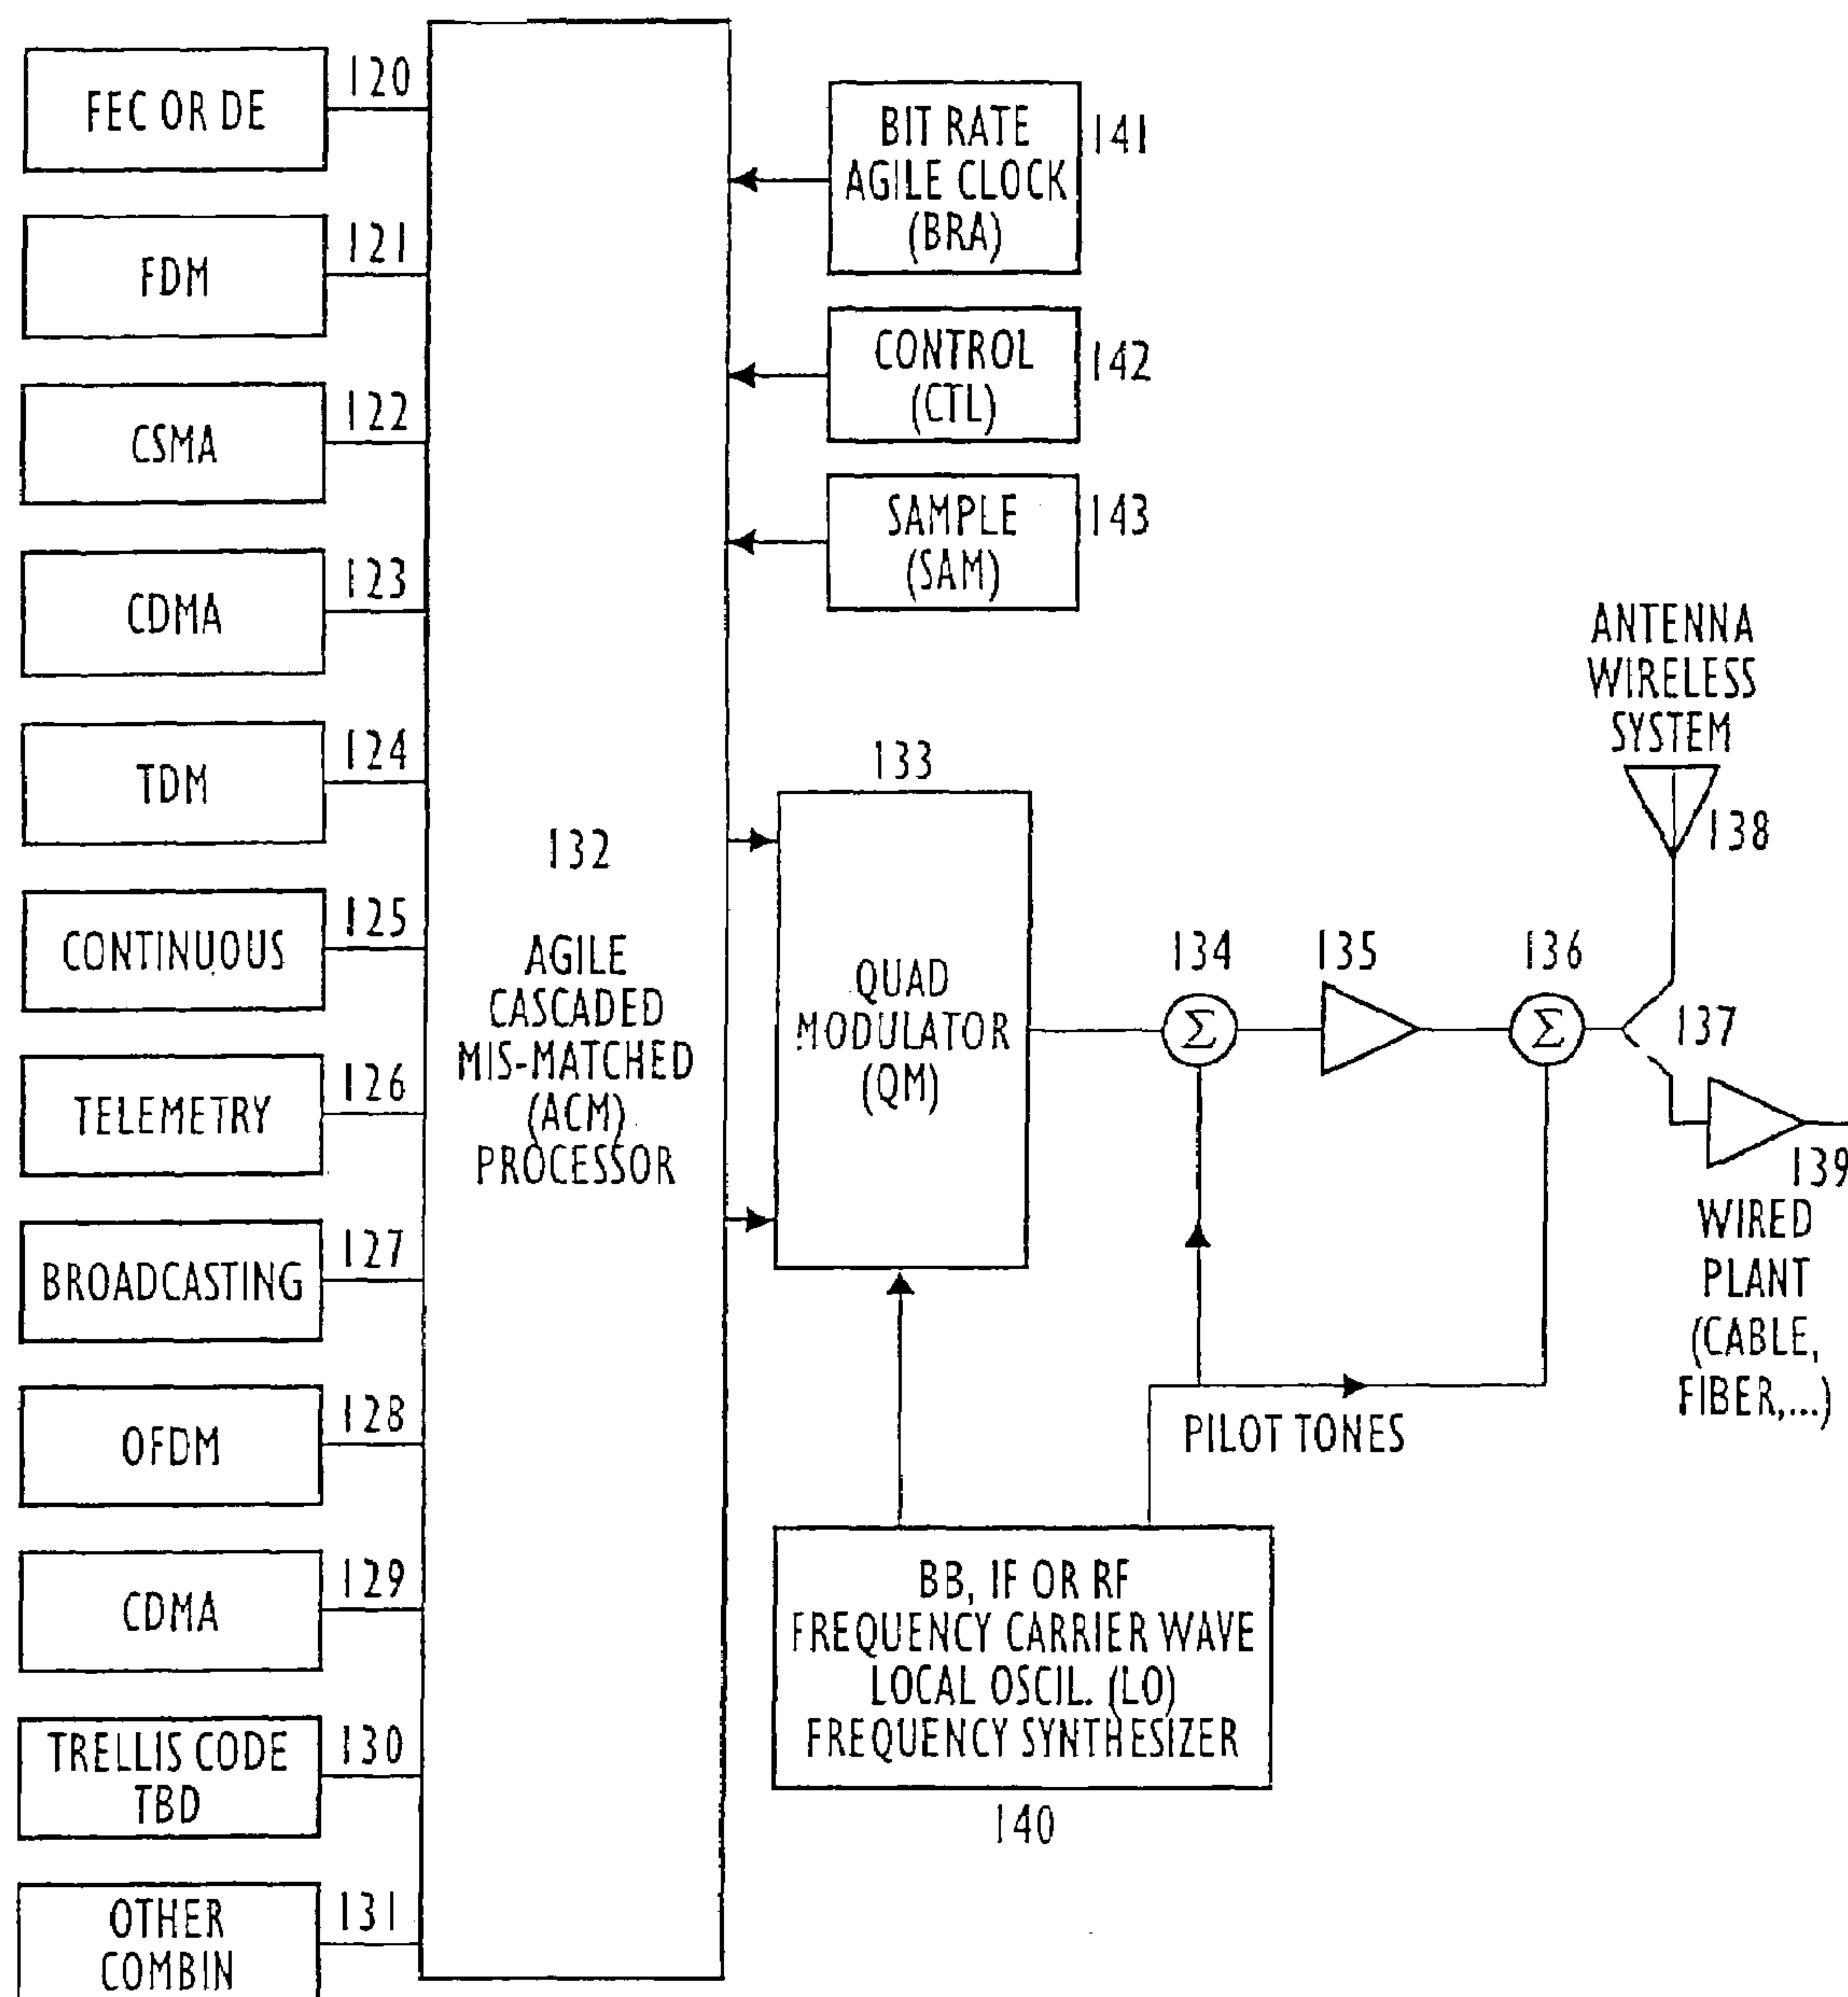 FEC OR DE
120
FDM
121
CSMA
122
CDMA
123
TDM
124
CONTINUOUS
125
TELEMETRY
126
BROADCASTING
127
OFDM
128
CDMA
129
TRELLIS CODE
TBD
130
OTHER
COMBIN
131
132
AGILE
CASCADED
MIS-MATCHED
(ACM)
PROCESSOR
BIT RATE
AGILE CLOCK
(BRA)
141
CONTROL
(CTL)
142
SAMPLE
(SAM)
143
133
QUAD
MODULATOR
(QM)
134
Σ
135
136
Σ
137
ANTENNA
WIRELESS
SYSTEM
138
139
WIRED
PLANT
(CABLE,
FIBER,...)
PILOT TONES
BB, IF OR RF
FREQUENCY CARRIER WAVE
LOCAL OSCIL. (LO)
FREQUENCY SYNTHESIZER
140